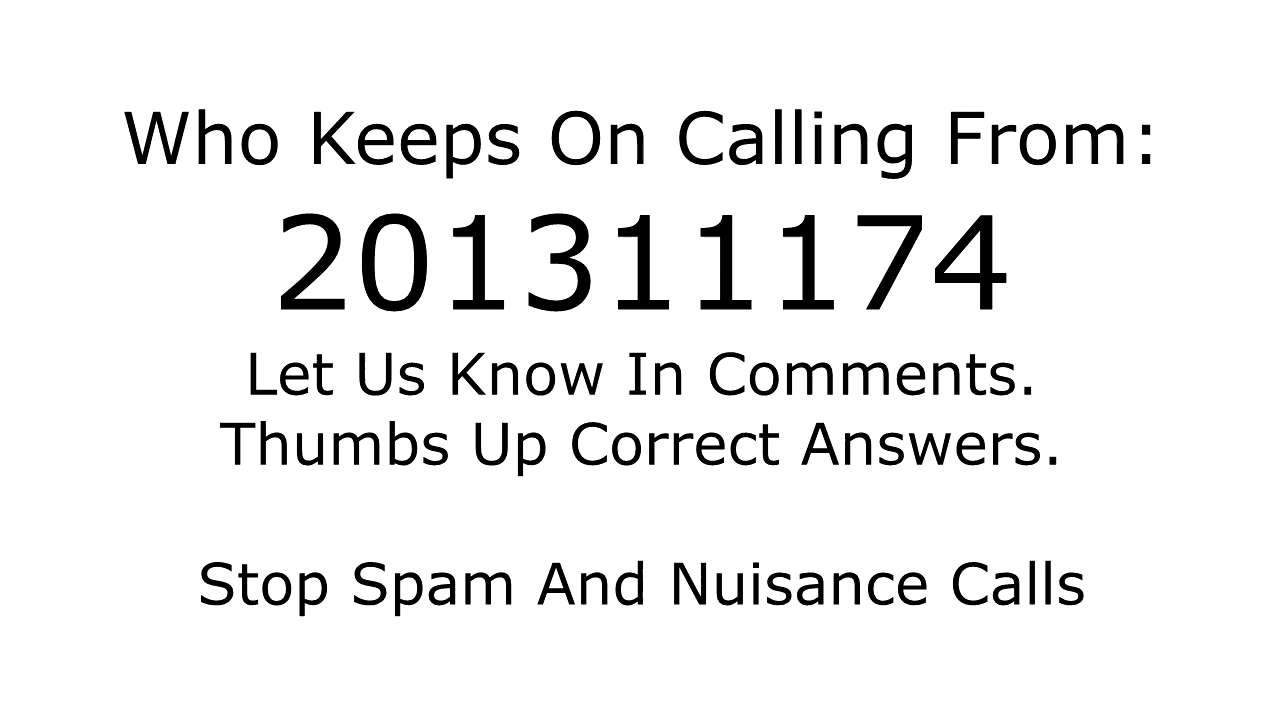 Who Keeps On Calling From:
201311174
Let Us Know In Comments.
Thumbs Up Correct Answers.
Stop Spam And Nuisance Calls